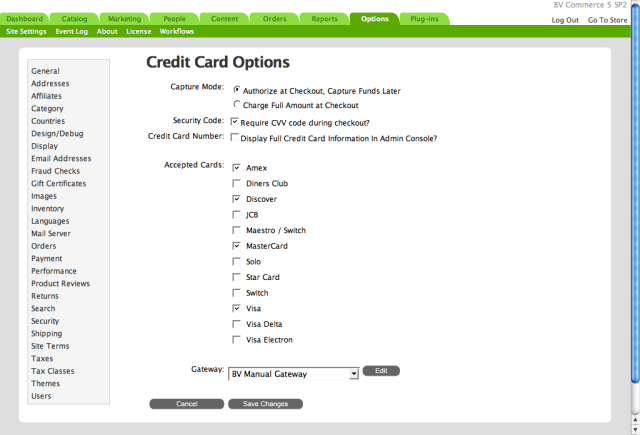 BV Commerce 5 SP2
Dashboard Catalog Marketing People Content Orders Reports Options Plug-ins Log Out Go To Store
Site Settings Event Log About License Workflows
Credit Card Options
General
Addresses
Affiliates
Category
Countries
Design/Debug
Display
Email Addresses
Fraud Checks
Gift Certificates
Images
Inventory
Languages
Mail Server
Orders
Payment
Performance
Product Reviews
Returns
Search
Security
Shipping
Site Terms
Taxes
Tax Classes
Themes
Users
Capture Mode: Authorize at Checkout, Capture Funds Later
Charge Full Amount at Checkout
Security Code: Require CVV code during checkout?
Credit Card Number: Display Full Credit Card Information In Admin Console?
Accepted Cards: Amex
Diners Club
Discover
JCB
Maestro / Switch
MasterCard
Solo
Star Card
Switch
Visa
Visa Delta
Visa Electron
Gateway: BV Manual Gateway Edit
Cancel Save Changes